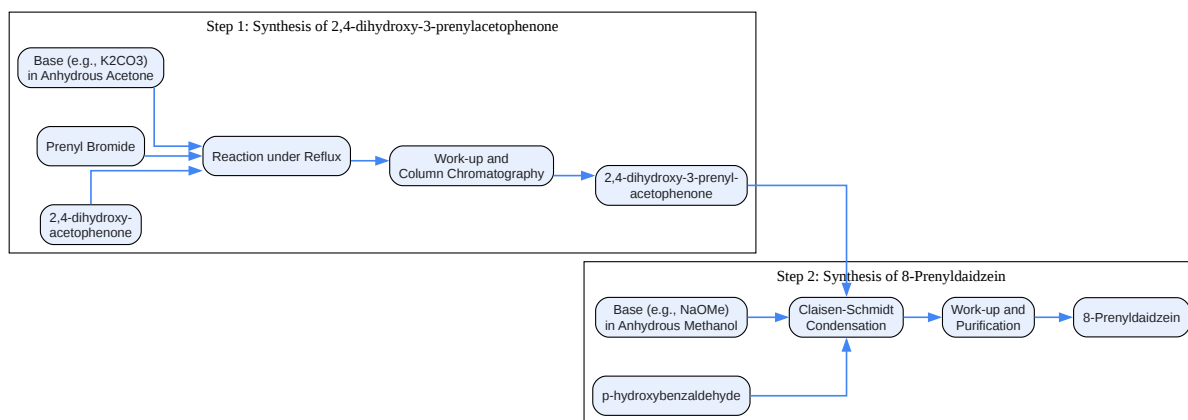 Step 1: Synthesis of 2,4-dihydroxy-3-prenylacetophenone
Base (e.g., K2CO3)
in Anhydrous Acetone
Prenyl Bromide
2,4-dihydroxy-
acetophenone
Reaction under Reflux
Work-up and
Column Chromatography
2,4-dihydroxy-3-prenyl-
acetophenone
Step 2: Synthesis of 8-Prenyldaidzein
Base (e.g., NaOMe)
in Anhydrous Methanol
p-hydroxybenzaldehyde
Claisen-Schmidt
Condensation
Work-up and
Purification
8-Prenyldaidzein